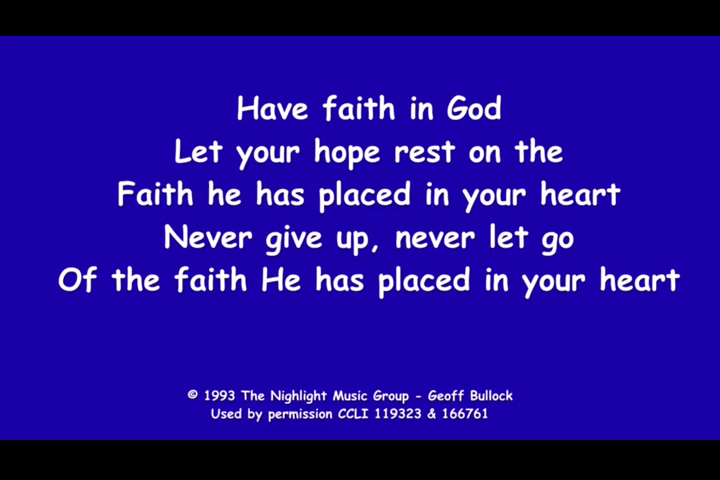 Have faith in God
Let your hope rest on the
Faith he has placed in your heart
Never give up, never let go
Of the faith He has placed in your heart
© 1993 The Nighlight Music Group - Geoff Bullock
Used by permission CCLI 119323 & 166761